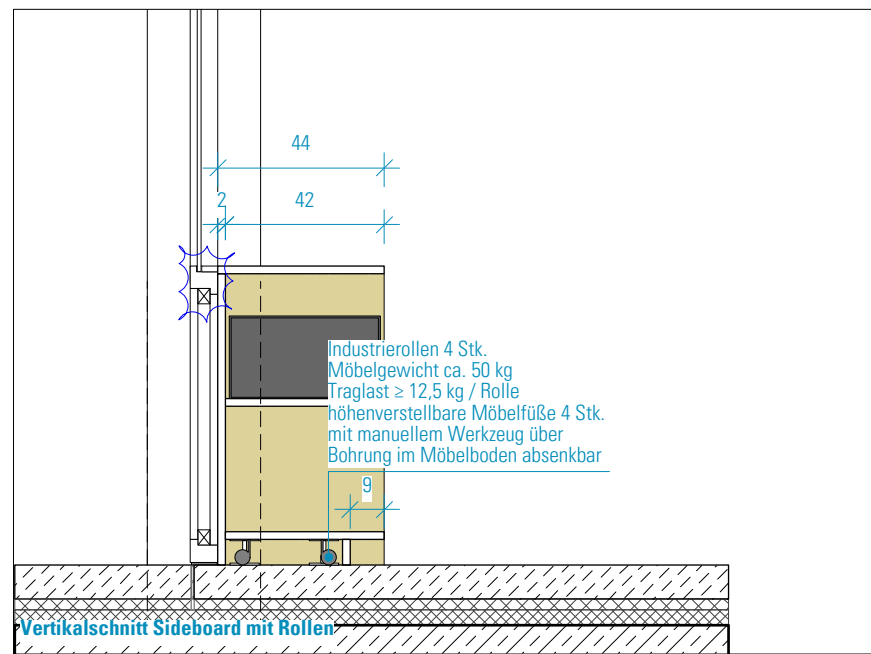 44
2
42
Industrierollen 4 Stk.
Möbelgewicht ca. 50 kg
Traglast ≥ 12,5 kg / Rolle
höhenverstellbare Möbelfüße 4 Stk.
mit manuellem Werkzeug über
Bohrung im Möbelboden absenkbar
9
Vertikalschnitt Sideboard mit Rollen